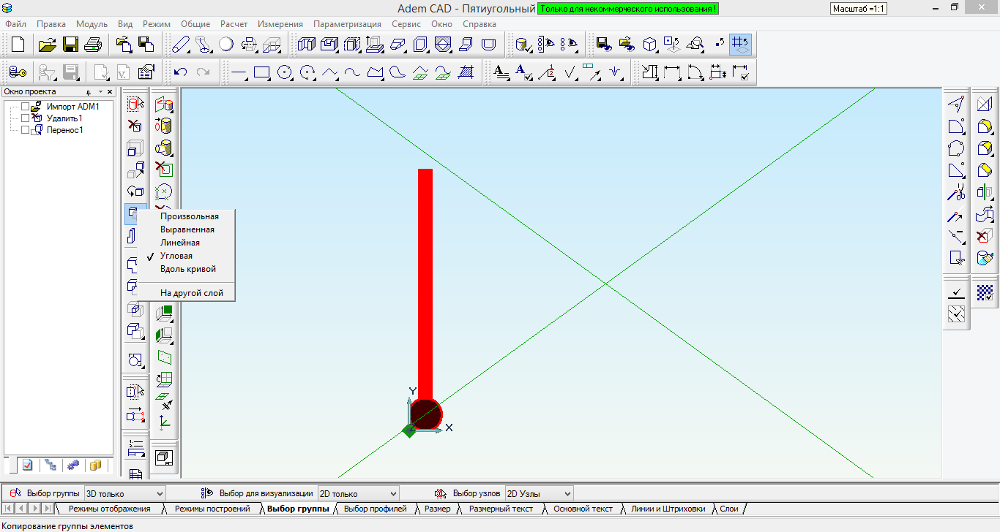 Adem CAD - Пятиугольный
Только для некоммерческого использования !
Масштаб =1:1
Файл Правка Модуль Вид Режим Общие Расчет Измерения Параметризация Сервис Окно Справка
Окно проекта
Импорт ADM1
Удалить1
Перенос1
Произвольная
Выравненная
Линейная
Угловая
Вдоль кривой
На другой слой
Y
X
Выбор группы 3D только Выбор для визуализации 2D только Выбор узлов 2D Узлы
Режимы отображения Режимы построений Выбор группы Выбор профилей Размер Размерный текст Основной текст Линии и Штриховки Слои
Копирование группы элементов